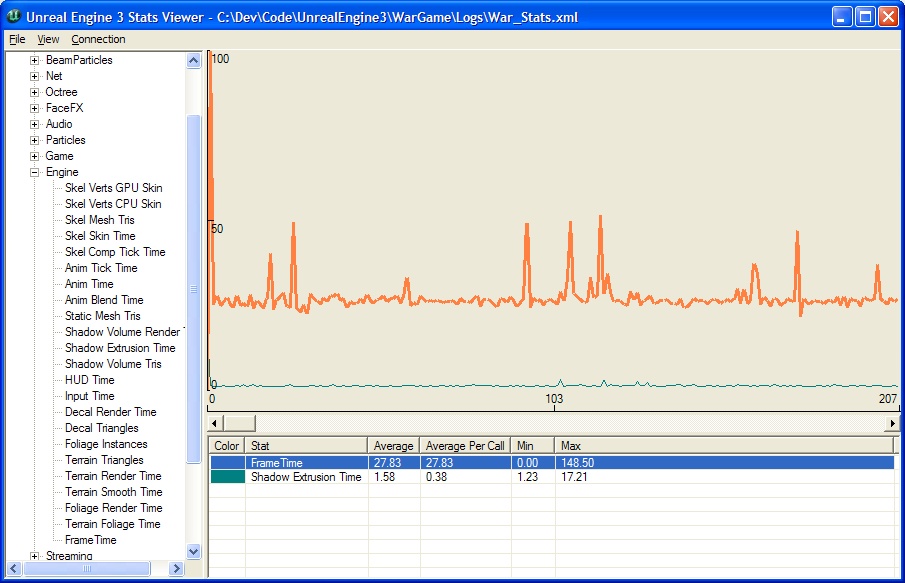 Unreal Engine 3 Stats Viewer - C:\Dev\Code\UnrealEngine3\WarGame\Logs\War_Stats.xml
File View Connection
BeamParticles
Net
Octree
FaceFX
Audio
Particles
Game
Engine
Skel Verts GPU Skin
Skel Verts CPU Skin
Skel Mesh Tris
Skel Skin Time
Skel Comp Tick Time
Anim Tick Time
Anim Time
Anim Blend Time
Static Mesh Tris
Shadow Volume Render
Shadow Extrusion Time
Shadow Volume Tris
HUD Time
Input Time
Decal Render Time
Decal Triangles
Foliage Instances
Terrain Triangles
Terrain Render Time
Terrain Smooth Time
Foliage Render Time
Terrain Foliage Time
FrameTime
Streaming
100
50
0
0 103 207
Color Stat Average Average Per Call Min Max
FrameTime 27.83 27.83 0.00 148.50
Shadow Extrusion Time 1.58 0.38 1.23 17.21